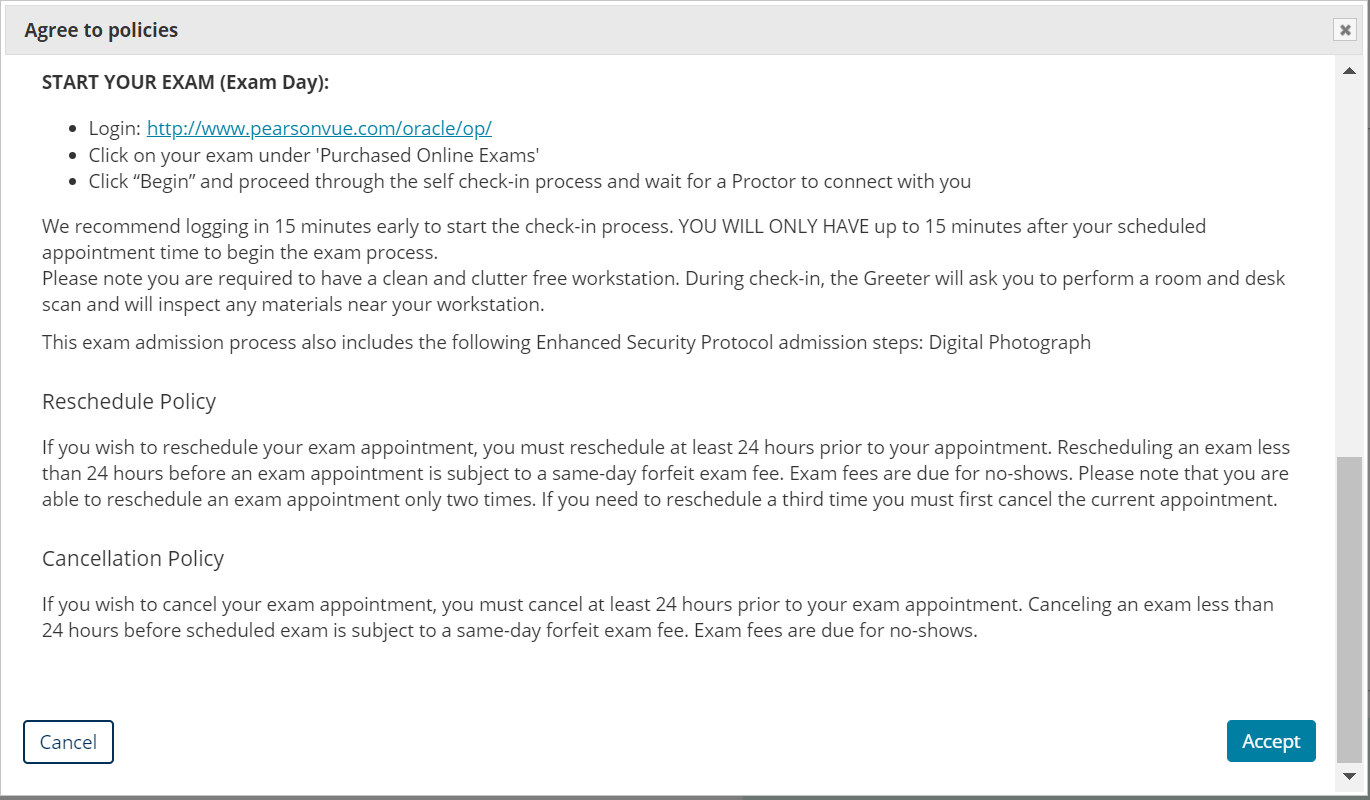 Agree to policies
START YOUR EXAM (Exam Day):
Login: http://www.pearsonvue.com/oracle/op/
Click on your exam under 'Purchased Online Exams'
Click “Begin” and proceed through the self check-in process and wait for a Proctor to connect with you
We recommend logging in 15 minutes early to start the check-in process. YOU WILL ONLY HAVE up to 15 minutes after your scheduled
appointment time to begin the exam process.
Please note you are required to have a clean and clutter free workstation. During check-in, the Greeter will ask you to perform a room and desk
scan and will inspect any materials near your workstation.
This exam admission process also includes the following Enhanced Security Protocol admission steps: Digital Photograph
Reschedule Policy
If you wish to reschedule your exam appointment, you must reschedule at least 24 hours prior to your appointment. Rescheduling an exam less
than 24 hours before an exam appointment is subject to a same-day forfeit exam fee. Exam fees are due for no-shows. Please note that you are
able to reschedule an exam appointment only two times. If you need to reschedule a third time you must first cancel the current appointment.
Cancellation Policy
If you wish to cancel your exam appointment, you must cancel at least 24 hours prior to your exam appointment. Canceling an exam less than
24 hours before scheduled exam is subject to a same-day forfeit exam fee. Exam fees are due for no-shows.
Cancel
Accept